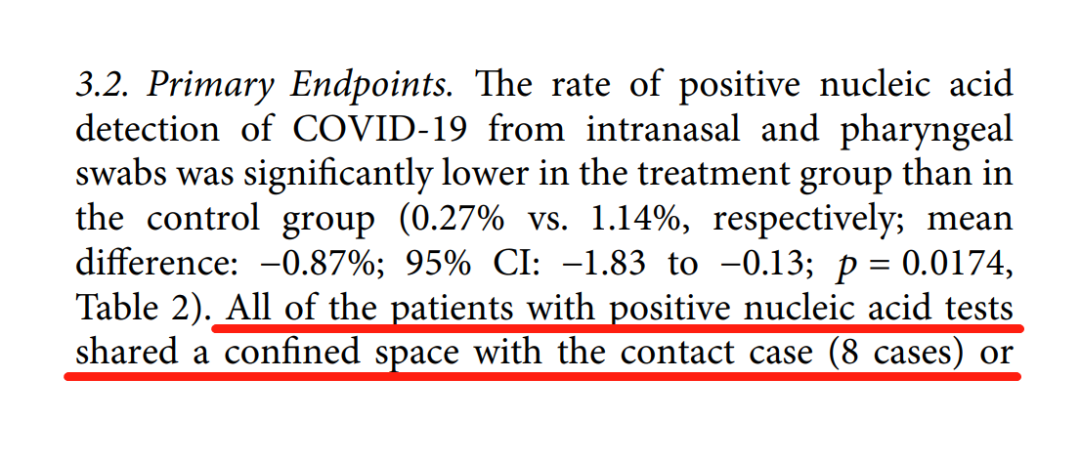 3.2. Primary Endpoints. The rate of positive nucleic acid
detection of COVID-19 from intranasal and pharyngeal
swabs was significantly lower in the treatment group than in
the control group (0.27% vs. 1.14%, respectively; mean
difference: −0.87%; 95% CI: −1.83 to −0.13; p = 0.0174,
Table 2). All of the patients with positive nucleic acid tests
shared a confined space with the contact case (8 cases) or